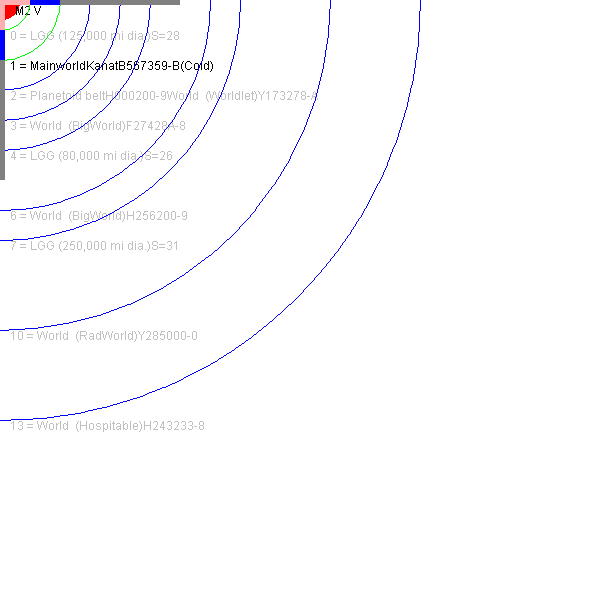 M2 V
0 = LGG (125,000 mi dia.)S=28
1 = MainworldKanatB567359-B(Cold)
2 = Planetoid beltH000200-9World (Worldlet)Y173278-A
3 = World (BigWorld)F27428A-8
4 = LGG (80,000 mi dia.)S=26
6 = World (BigWorld)H256200-9
7 = LGG (250,000 mi dia.)S=31
10 = World (RadWorld)Y285000-0
13 = World (Hospitable)H243233-8